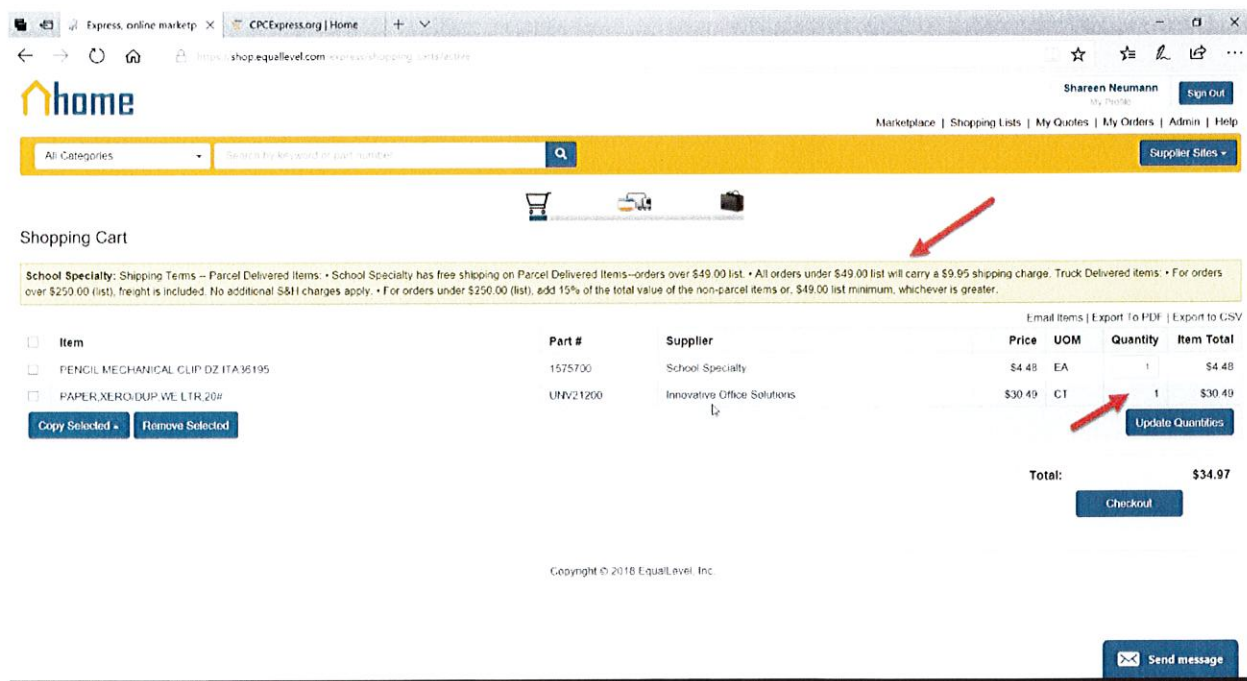 Express, online marketp
CPCExpress.org | Home
shop.equallevel.com
home
Shareen Neumann
My Profile
Sign Out
Marketplace | Shopping Lists | My Quotes | My Orders | Admin | Help
All Categories
Search by keyword or part number
Supplier Sites
Shopping Cart
School Specialty: Shipping Terms -- Parcel Delivered Items: • School Specialty has free shipping on Parcel Delivered Items--orders over $49.00 list. • All orders under $49.00 list will carry a $9.95 shipping charge. Truck Delivered items: • For orders
over $250.00 (list), freight is included. No additional S&H charges apply. • For orders under $250.00 (list), add 15% of the total value of the non-parcel items or, $49.00 list minimum, whichever is greater.
Email Items | Export To PDF | Export to CSV
Item Part # Supplier Price UOM Quantity Item Total
PENCIL MECHANICAL CLIP DZ ITA36195 1575700 School Specialty $4.48 EA 1 $4.48
PAPER,XERO/DUP,WE LTR,20# UNV21200 Innovative Office Solutions $30.49 CT 1 $30.49
Copy Selected Remove Selected Update Quantities
Total: $34.97
Checkout
Copyright © 2018 EqualLevel, Inc.
Send message